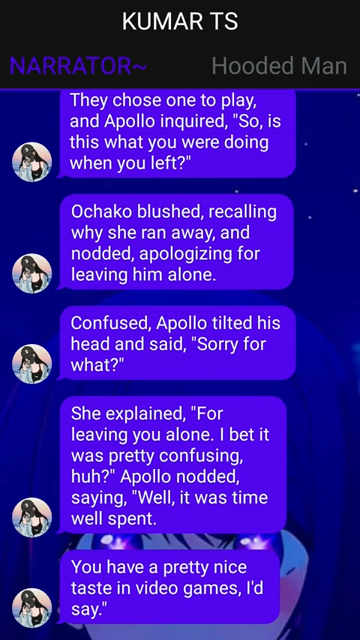 KUMAR TS
NARRATOR~ Hooded Man
They chose one to play,
and Apollo inquired, "So, is
this what you were doing
when you left?"
Ochako blushed, recalling
why she ran away, and
nodded, apologizing for
leaving him alone.
Confused, Apollo tilted his
head and said, "Sorry for
what?"
She explained, "For
leaving you alone. I bet it
was pretty confusing,
huh?" Apollo nodded,
saying, "Well, it was time
well spent.
You have a pretty nice
taste in video games, I'd
say."